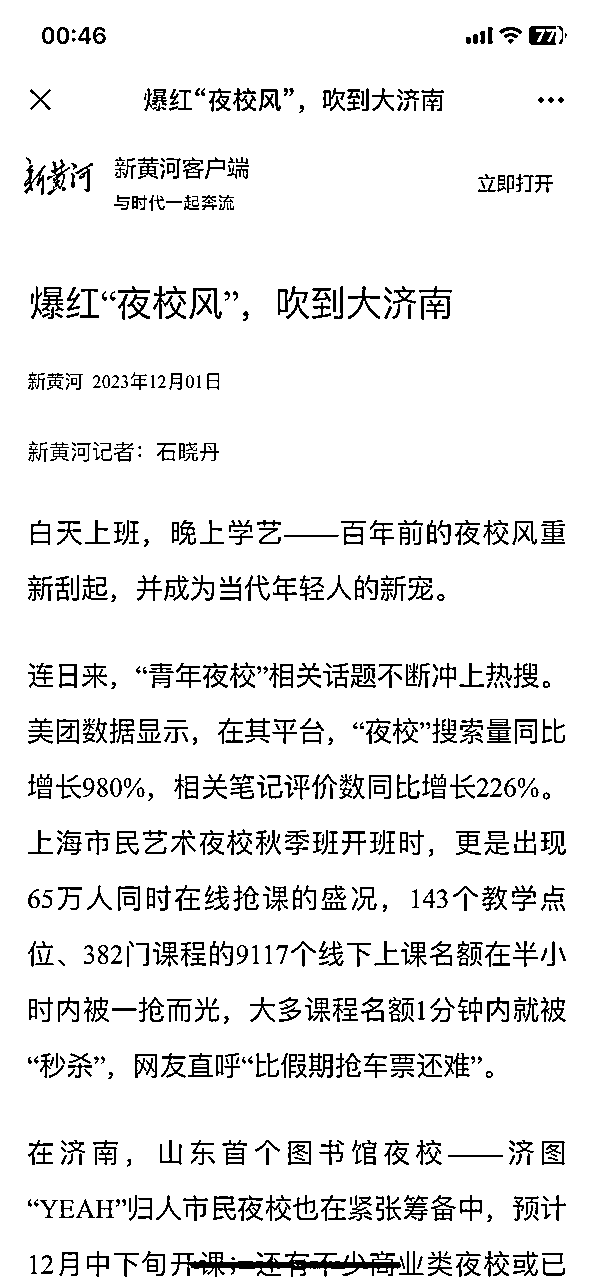 00:46
77
爆红“夜校风”，吹到大济南
新黄河
新黄河客户端
与时代一起奔流
立即打开
爆红“夜校风”，吹到大济南
新黄河 2023年12月01日
新黄河记者：石晓丹
白天上班，晚上学艺——百年前的夜校风重
新刮起，并成为当代年轻人的新宠。
连日来，“青年夜校”相关话题不断冲上热搜。
美团数据显示，在其平台，“夜校”搜索量同比
增长980%，相关笔记评价数同比增长226%。
上海市民艺术夜校秋季班开班时，更是出现
65万人同时在线抢课的盛况，143个教学点
位、382门课程的9117个线下上课名额在半小
时内被一抢而光，大多课程名额1分钟内就被
“秒杀”，网友直呼“比假期抢车票还难”。
在济南，山东首个图书馆夜校——济图
“YEAH”归人市民夜校也在紧张筹备中，预计
12月中下旬开课；还有不少商业类夜校或已